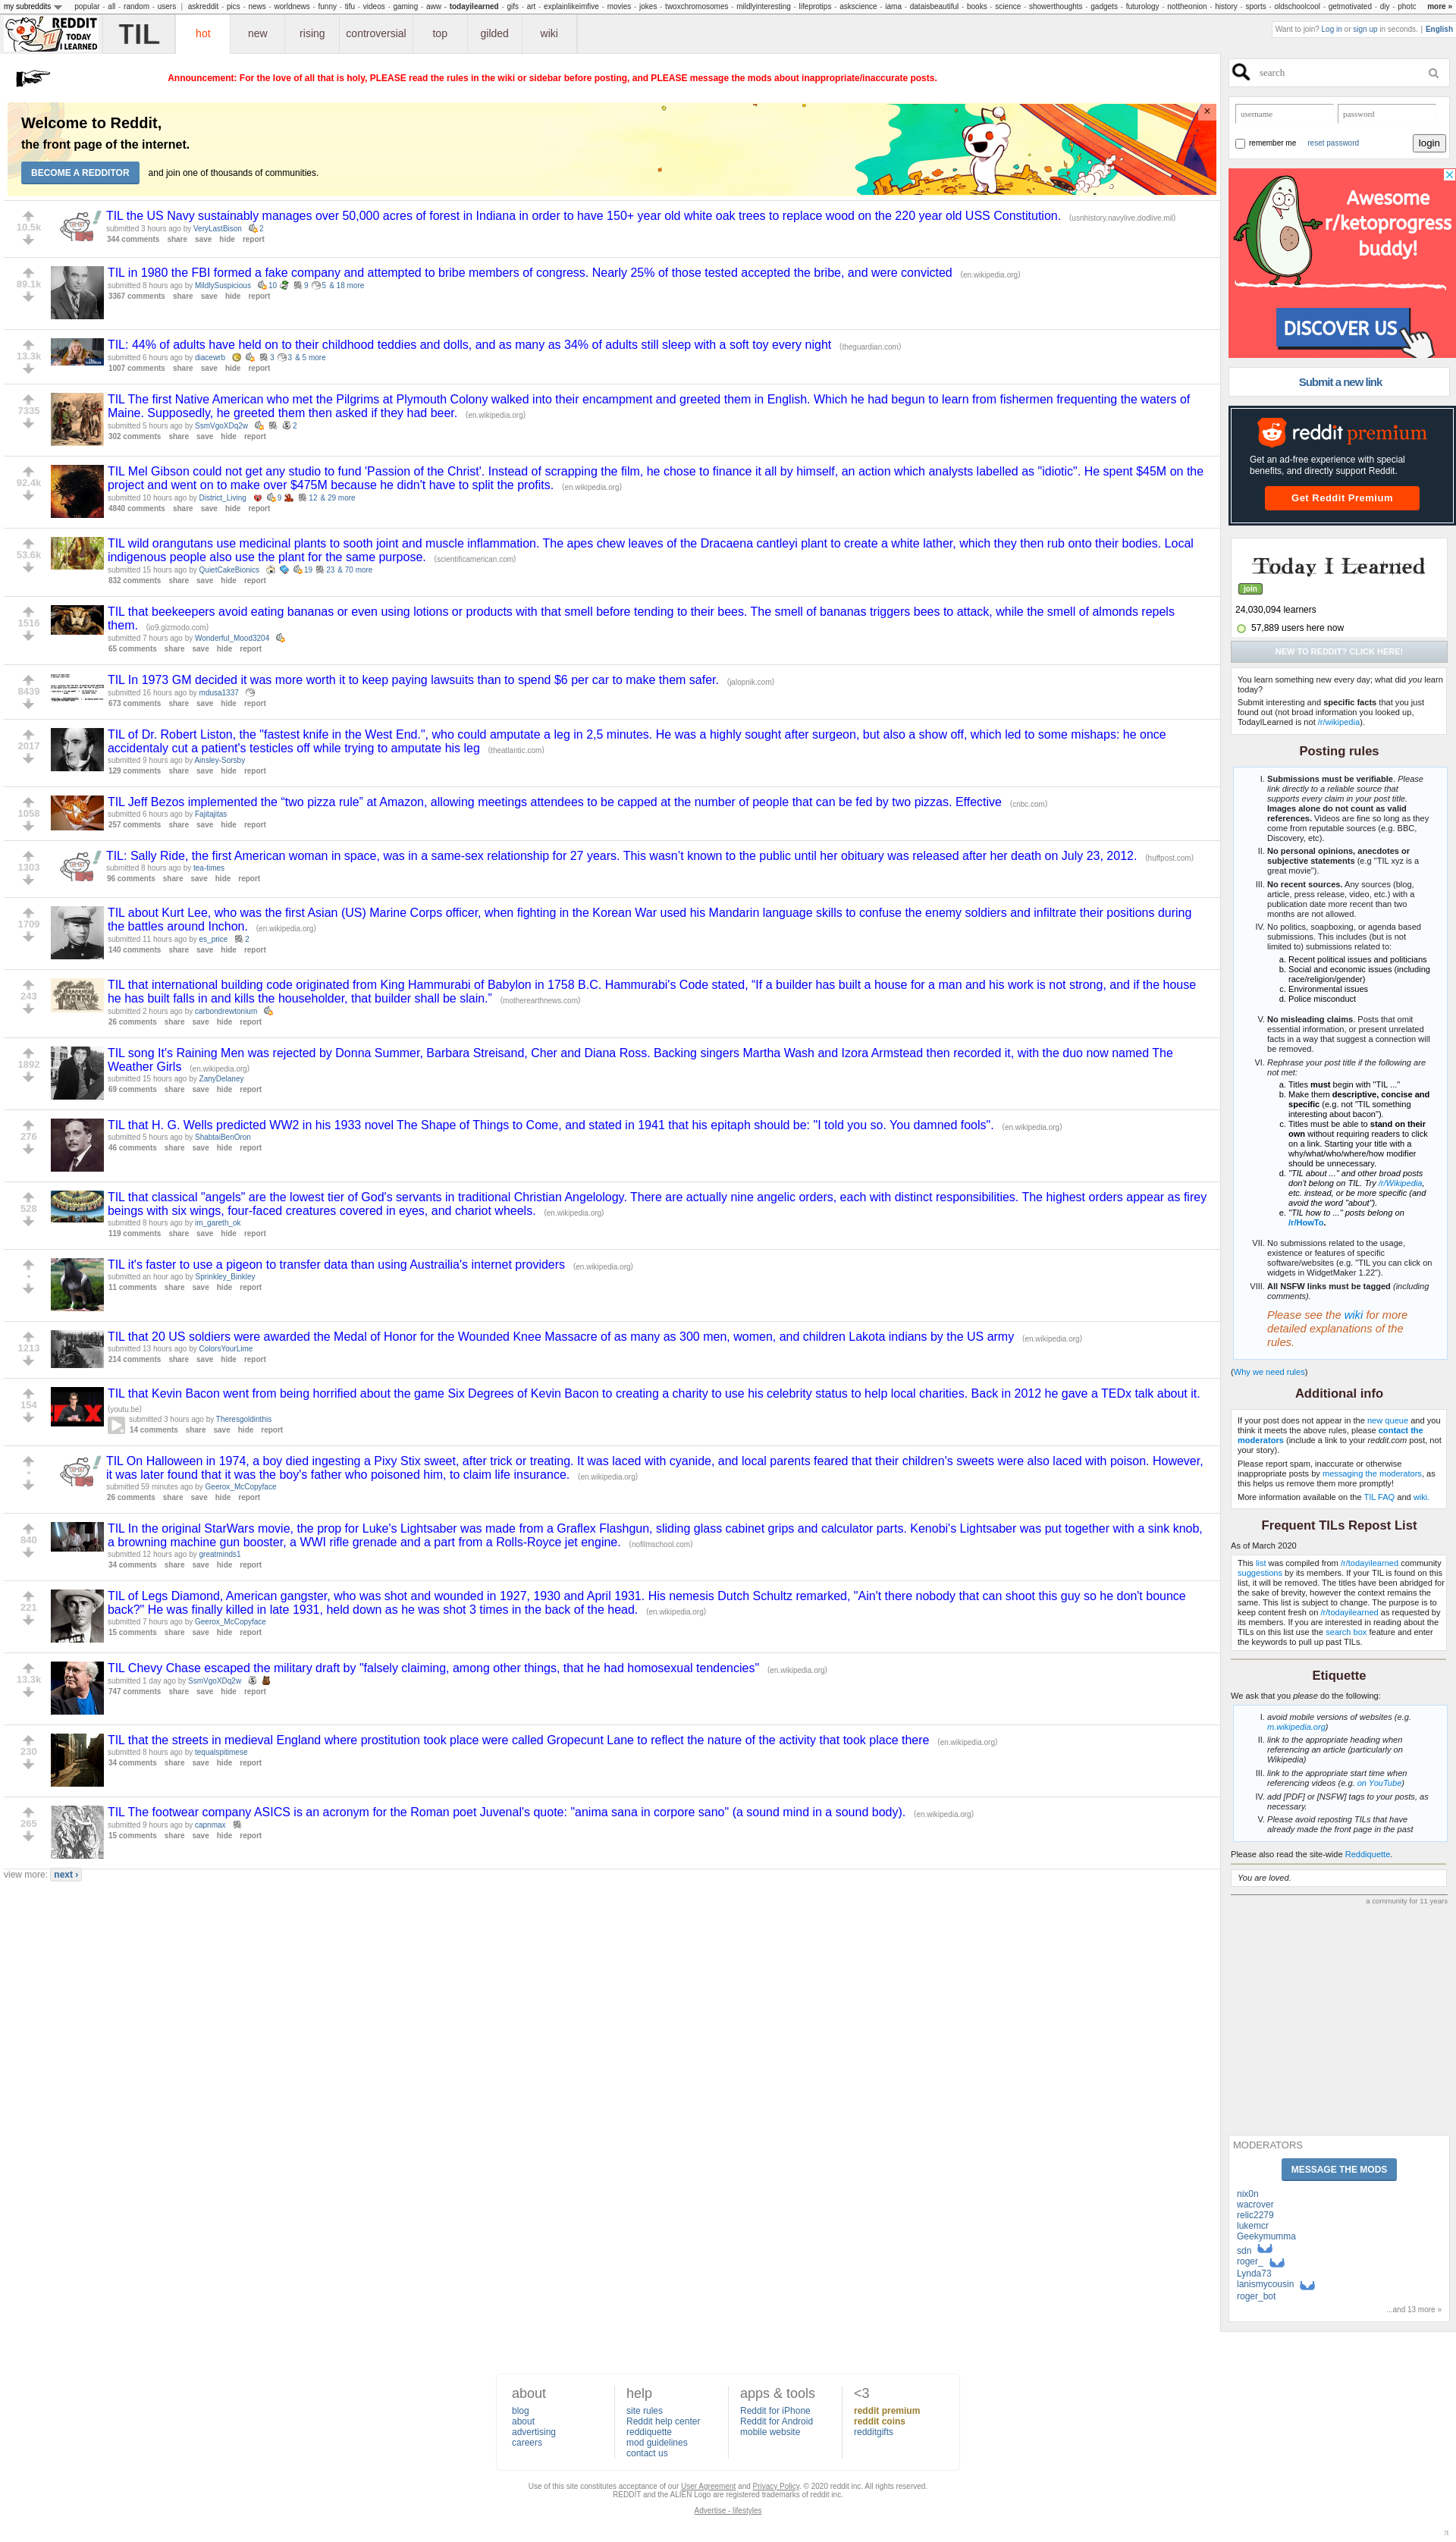 my subreddits popular - all - random - users | askreddit - pics - news - worldnews - funny - tifu - videos - gaming - aww - todayilearned - gifs - art - explainlikeimfive - movies - jokes - twoxchromosomes - mildlyinteresting - lifeprotips - askscience - iama - dataisbeautiful - books - science - showerthoughts - gadgets - futurology - nottheonion - history - sports - oldschoolcool - getmotivated - diy - photc more »
REDDIT TODAY I LEARNED TIL
TIL hot new rising controversial top gilded wiki
Want to join? Log in or sign up in seconds. | English
Announcement: For the love of all that is holy, PLEASE read the rules in the wiki or sidebar before posting, and PLEASE message the mods about inappropriate/inaccurate posts.
Welcome to Reddit,
the front page of the internet.
BECOME A REDDITOR and join one of thousands of communities.
×
10.5k
TIL the US Navy sustainably manages over 50,000 acres of forest in Indiana in order to have 150+ year old white oak trees to replace wood on the 220 year old USS Constitution. (usnhistory.navylive.dodlive.mil)
submitted 3 hours ago by VeryLastBison 2
344 comments share save hide report
89.1k
TIL in 1980 the FBI formed a fake company and attempted to bribe members of congress. Nearly 25% of those tested accepted the bribe, and were convicted (en.wikipedia.org)
submitted 8 hours ago by MildlySuspicious 10 9 5 & 18 more
3367 comments share save hide report
13.3k
TIL: 44% of adults have held on to their childhood teddies and dolls, and as many as 34% of adults still sleep with a soft toy every night (theguardian.com)
submitted 6 hours ago by diacewrb 3 3 & 5 more
1007 comments share save hide report
7335
TIL The first Native American who met the Pilgrims at Plymouth Colony walked into their encampment and greeted them in English. Which he had begun to learn from fishermen frequenting the waters of
Maine. Supposedly, he greeted them then asked if they had beer. (en.wikipedia.org)
submitted 5 hours ago by SsmVgoXDq2w 2
302 comments share save hide report
92.4k
TIL Mel Gibson could not get any studio to fund 'Passion of the Christ'. Instead of scrapping the film, he chose to finance it all by himself, an action which analysts labelled as "idiotic". He spent $45M on the
project and went on to make over $475M because he didn't have to split the profits. (en.wikipedia.org)
submitted 10 hours ago by District_Living 9 12 & 29 more
4840 comments share save hide report
53.6k
TIL wild orangutans use medicinal plants to sooth joint and muscle inflammation. The apes chew leaves of the Dracaena cantleyi plant to create a white lather, which they then rub onto their bodies. Local
indigenous people also use the plant for the same purpose. (scientificamerican.com)
submitted 15 hours ago by QuietCakeBionics 19 23 & 70 more
832 comments share save hide report
1516
TIL that beekeepers avoid eating bananas or even using lotions or products with that smell before tending to their bees. The smell of bananas triggers bees to attack, while the smell of almonds repels
them. (io9.gizmodo.com)
submitted 7 hours ago by Wonderful_Mood3204
65 comments share save hide report
8439
TIL In 1973 GM decided it was more worth it to keep paying lawsuits than to spend $6 per car to make them safer. (jalopnik.com)
submitted 16 hours ago by mdusa1337
673 comments share save hide report
2017
TIL of Dr. Robert Liston, the "fastest knife in the West End.", who could amputate a leg in 2,5 minutes. He was a highly sought after surgeon, but also a show off, which led to some mishaps: he once
accidentaly cut a patient's testicles off while trying to amputate his leg (theatlantic.com)
submitted 9 hours ago by Ainsley-Sorsby
129 comments share save hide report
1058
TIL Jeff Bezos implemented the “two pizza rule” at Amazon, allowing meetings attendees to be capped at the number of people that can be fed by two pizzas. Effective (cnbc.com)
submitted 6 hours ago by Fajitajitas
257 comments share save hide report
1303
TIL: Sally Ride, the first American woman in space, was in a same-sex relationship for 27 years. This wasn’t known to the public until her obituary was released after her death on July 23, 2012. (huffpost.com)
submitted 8 hours ago by tea-times
96 comments share save hide report
1709
TIL about Kurt Lee, who was the first Asian (US) Marine Corps officer, when fighting in the Korean War used his Mandarin language skills to confuse the enemy soldiers and infiltrate their positions during
the battles around Inchon. (en.wikipedia.org)
submitted 11 hours ago by es_price 2
140 comments share save hide report
243
TIL that international building code originated from King Hammurabi of Babylon in 1758 B.C. Hammurabi's Code stated, “If a builder has built a house for a man and his work is not strong, and if the house
he has built falls in and kills the householder, that builder shall be slain.” (motherearthnews.com)
submitted 2 hours ago by carbondrewtonium
26 comments share save hide report
1892
TIL song It's Raining Men was rejected by Donna Summer, Barbara Streisand, Cher and Diana Ross. Backing singers Martha Wash and Izora Armstead then recorded it, with the duo now named The
Weather Girls (en.wikipedia.org)
submitted 15 hours ago by ZanyDelaney
69 comments share save hide report
276
TIL that H. G. Wells predicted WW2 in his 1933 novel The Shape of Things to Come, and stated in 1941 that his epitaph should be: "I told you so. You damned fools". (en.wikipedia.org)
submitted 5 hours ago by ShabtaiBenOron
46 comments share save hide report
528
TIL that classical "angels" are the lowest tier of God's servants in traditional Christian Angelology. There are actually nine angelic orders, each with distinct responsibilities. The highest orders appear as firey
beings with six wings, four-faced creatures covered in eyes, and chariot wheels. (en.wikipedia.org)
submitted 8 hours ago by im_gareth_ok
119 comments share save hide report
•
TIL it's faster to use a pigeon to transfer data than using Austrailia's internet providers (en.wikipedia.org)
submitted an hour ago by Sprinkley_Binkley
11 comments share save hide report
1213
TIL that 20 US soldiers were awarded the Medal of Honor for the Wounded Knee Massacre of as many as 300 men, women, and children Lakota indians by the US army (en.wikipedia.org)
submitted 13 hours ago by ColorsYourLime
214 comments share save hide report
154
TIL that Kevin Bacon went from being horrified about the game Six Degrees of Kevin Bacon to creating a charity to use his celebrity status to help local charities. Back in 2012 he gave a TEDx talk about it.
(youtu.be)
submitted 3 hours ago by Theresgoldinthis
14 comments share save hide report
•
TIL On Halloween in 1974, a boy died ingesting a Pixy Stix sweet, after trick or treating. It was laced with cyanide, and local parents feared that their children's sweets were also laced with poison. However,
it was later found that it was the boy's father who poisoned him, to claim life insurance. (en.wikipedia.org)
submitted 59 minutes ago by Geerox_McCopyface
26 comments share save hide report
840
TIL In the original StarWars movie, the prop for Luke's Lightsaber was made from a Graflex Flashgun, sliding glass cabinet grips and calculator parts. Kenobi's Lightsaber was put together with a sink knob,
a browning machine gun booster, a WWI rifle grenade and a part from a Rolls-Royce jet engine. (nofilmschool.com)
submitted 12 hours ago by greatminds1
34 comments share save hide report
221
TIL of Legs Diamond, American gangster, who was shot and wounded in 1927, 1930 and April 1931. His nemesis Dutch Schultz remarked, "Ain't there nobody that can shoot this guy so he don't bounce
back?" He was finally killed in late 1931, held down as he was shot 3 times in the back of the head. (en.wikipedia.org)
submitted 7 hours ago by Geerox_McCopyface
15 comments share save hide report
13.3k
TIL Chevy Chase escaped the military draft by "falsely claiming, among other things, that he had homosexual tendencies" (en.wikipedia.org)
submitted 1 day ago by SsmVgoXDq2w
747 comments share save hide report
230
TIL that the streets in medieval England where prostitution took place were called Gropecunt Lane to reflect the nature of the activity that took place there (en.wikipedia.org)
submitted 8 hours ago by tequalspitimese
34 comments share save hide report
265
TIL The footwear company ASICS is an acronym for the Roman poet Juvenal's quote: "anima sana in corpore sano" (a sound mind in a sound body). (en.wikipedia.org)
submitted 9 hours ago by capnmax
15 comments share save hide report
view more: next ›
search
username password
remember me reset password login
Awesome
r/ketoprogress
buddy!
DISCOVER US
Submit a new link
reddit premium
Get an ad-free experience with special
benefits, and directly support Reddit.
Get Reddit Premium
Today I Learned
join
24,030,094 learners
57,889 users here now
NEW TO REDDIT? CLICK HERE!
You learn something new every day; what did you learn
today?
Submit interesting and specific facts that you just
found out (not broad information you looked up,
TodayILearned is not /r/wikipedia).
Posting rules
I. Submissions must be verifiable. Please
link directly to a reliable source that
supports every claim in your post title.
Images alone do not count as valid
references. Videos are fine so long as they
come from reputable sources (e.g. BBC,
Discovery, etc).
II. No personal opinions, anecdotes or
subjective statements (e.g "TIL xyz is a
great movie").
III. No recent sources. Any sources (blog,
article, press release, video, etc.) with a
publication date more recent than two
months are not allowed.
IV. No politics, soapboxing, or agenda based
submissions. This includes (but is not
limited to) submissions related to:
a. Recent political issues and politicians
b. Social and economic issues (including
race/religion/gender)
c. Environmental issues
d. Police misconduct
V. No misleading claims. Posts that omit
essential information, or present unrelated
facts in a way that suggest a connection will
be removed.
VI. Rephrase your post title if the following are
not met:
a. Titles must begin with "TIL ..."
b. Make them descriptive, concise and
specific (e.g. not "TIL something
interesting about bacon").
c. Titles must be able to stand on their
own without requiring readers to click
on a link. Starting your title with a
why/what/who/where/how modifier
should be unnecessary.
d. "TIL about ..." and other broad posts
don't belong on TIL. Try /r/Wikipedia,
etc. instead, or be more specific (and
avoid the word "about").
e. "TIL how to ..." posts belong on
/r/HowTo.
VII. No submissions related to the usage,
existence or features of specific
software/websites (e.g. "TIL you can click on
widgets in WidgetMaker 1.22").
VIII. All NSFW links must be tagged (including
comments).
Please see the wiki for more
detailed explanations of the
rules.
(Why we need rules)
Additional info
If your post does not appear in the new queue and you
think it meets the above rules, please contact the
moderators (include a link to your reddit.com post, not
your story).
Please report spam, inaccurate or otherwise
inappropriate posts by messaging the moderators, as
this helps us remove them more promptly!
More information available on the TIL FAQ and wiki.
Frequent TILs Repost List
As of March 2020
This list was compiled from /r/todayilearned community
suggestions by its members. If your TIL is found on this
list, it will be removed. The titles have been abridged for
the sake of brevity, however the context remains the
same. This list is subject to change. The purpose is to
keep content fresh on /r/todayilearned as requested by
its members. If you are interested in reading about the
TILs on this list use the search box feature and enter
the keywords to pull up past TILs.
Etiquette
We ask that you please do the following:
I. avoid mobile versions of websites (e.g.
m.wikipedia.org)
II. link to the appropriate heading when
referencing an article (particularly on
Wikipedia)
III. link to the appropriate start time when
referencing videos (e.g. on YouTube)
IV. add [PDF] or [NSFW] tags to your posts, as
necessary.
V. Please avoid reposting TILs that have
already made the front page in the past
Please also read the site-wide Reddiquette.
You are loved.
a community for 11 years
MODERATORS
MESSAGE THE MODS
nix0n
wacrover
relic2279
lukemcr
Geekymumma
sdn
roger_
Lynda73
lanismycousin
roger_bot
...and 13 more »
about help apps & tools <3
blog site rules Reddit for iPhone reddit premium
about Reddit help center Reddit for Android reddit coins
advertising reddiquette mobile website redditgifts
careers mod guidelines
contact us
Use of this site constitutes acceptance of our User Agreement and Privacy Policy. © 2020 reddit inc. All rights reserved.
REDDIT and the ALIEN Logo are registered trademarks of reddit inc.
Advertise - lifestyles
π